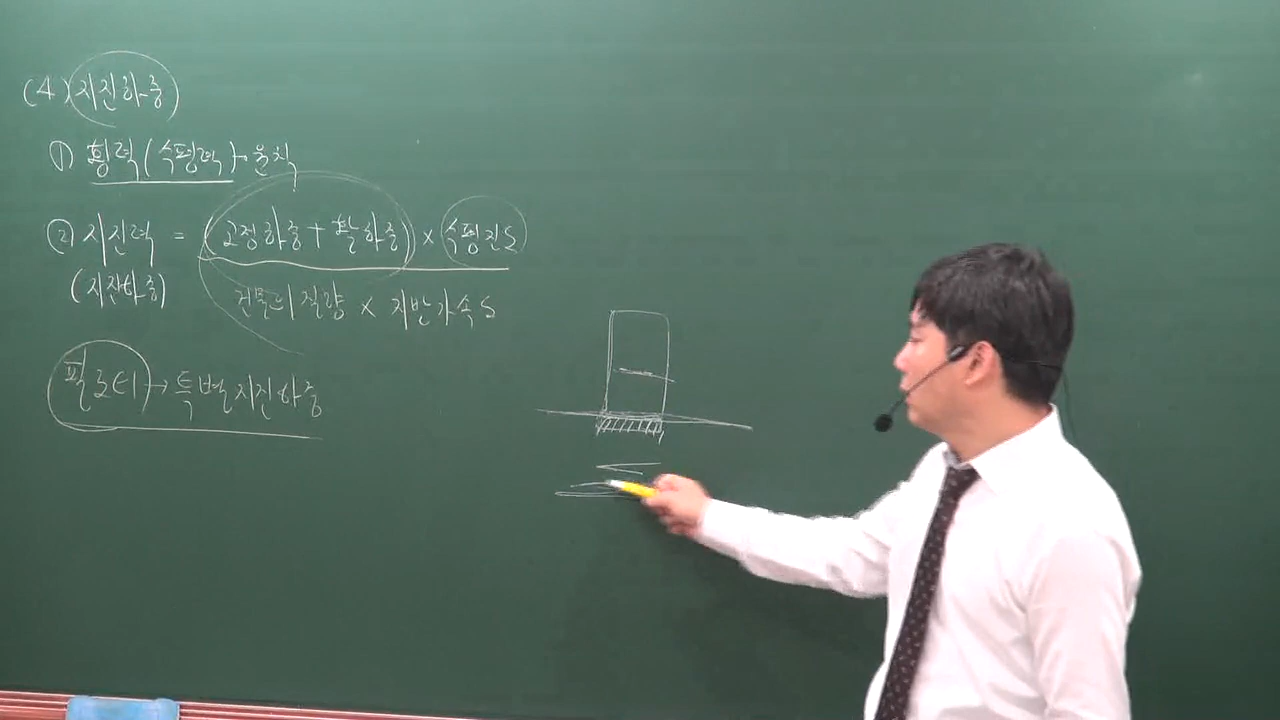 (4) 지진하중
① 횡력(수평력)→원칙
② 지진력 = (고정하중+활하중) × 수평진도
(지진하중) 건물의 질량 × 지반가속도
필로티→특별지진하중